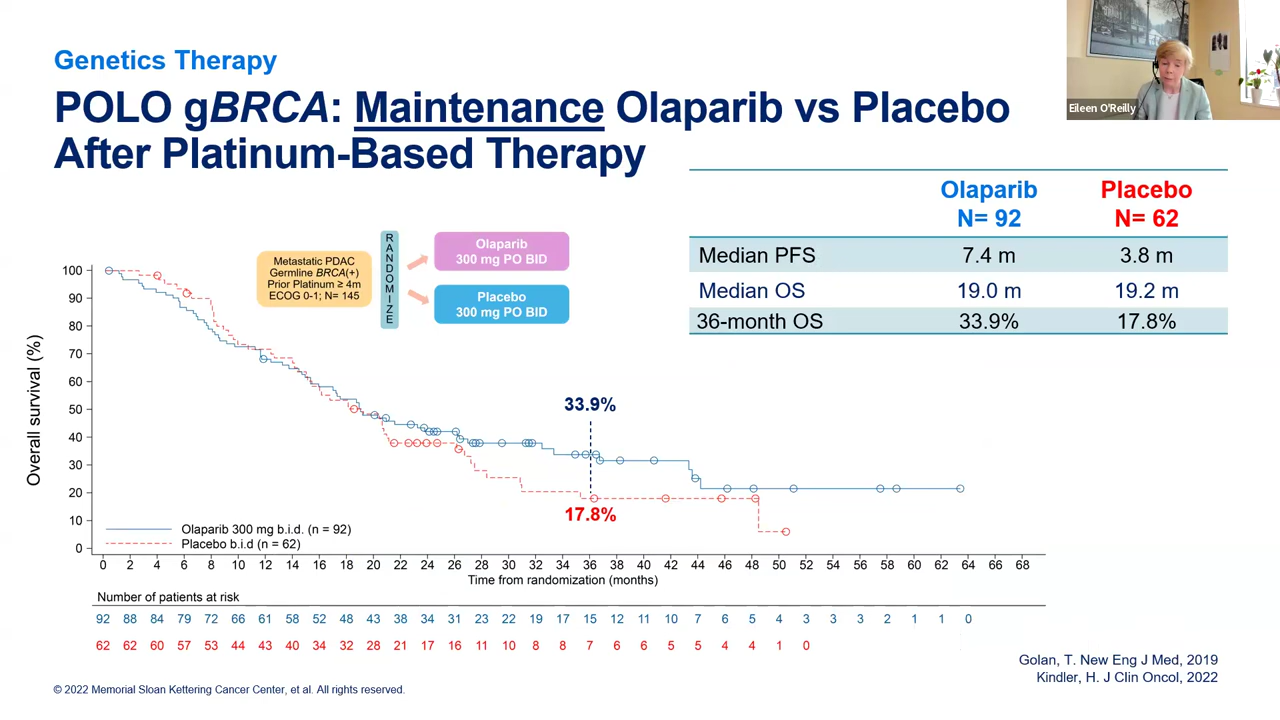 Genetics Therapy
POLO gBRCA: Maintenance Olaparib vs Placebo
After Platinum-Based Therapy
Eileen O'Reilly
Olaparib Placebo
N= 92 N= 62
Median PFS 7.4 m 3.8 m
Median OS 19.0 m 19.2 m
36-month OS 33.9% 17.8%
Metastatic PDAC
Germline BRCA(+)
Prior Platinum ≥ 4m
ECOG 0-1; N= 145
RANDOMIZE
Olaparib
300 mg PO BID
Placebo
300 mg PO BID
Overall survival (%)
100
90
80
70
60
50
40
30
20
10
0
33.9%
17.8%
Olaparib 300 mg b.i.d. (n = 92)
Placebo b.i.d (n = 62)
0 2 4 6 8 10 12 14 16 18 20 22 24 26 28 30 32 34 36 38 40 42 44 46 48 50 52 54 56 58 60 62 64 66 68
Time from randomization (months)
Number of patients at risk
92 88 84 79 72 66 61 58 52 48 43 38 34 31 23 22 19 17 15 12 11 10 7 6 5 4 3 3 3 2 1 1 0
62 62 60 57 53 44 43 40 34 32 28 21 17 16 11 10 8 8 7 6 6 5 5 4 4 1 0
Golan, T. New Eng J Med, 2019
Kindler, H. J Clin Oncol, 2022
© 2022 Memorial Sloan Kettering Cancer Center, et al. All rights reserved.